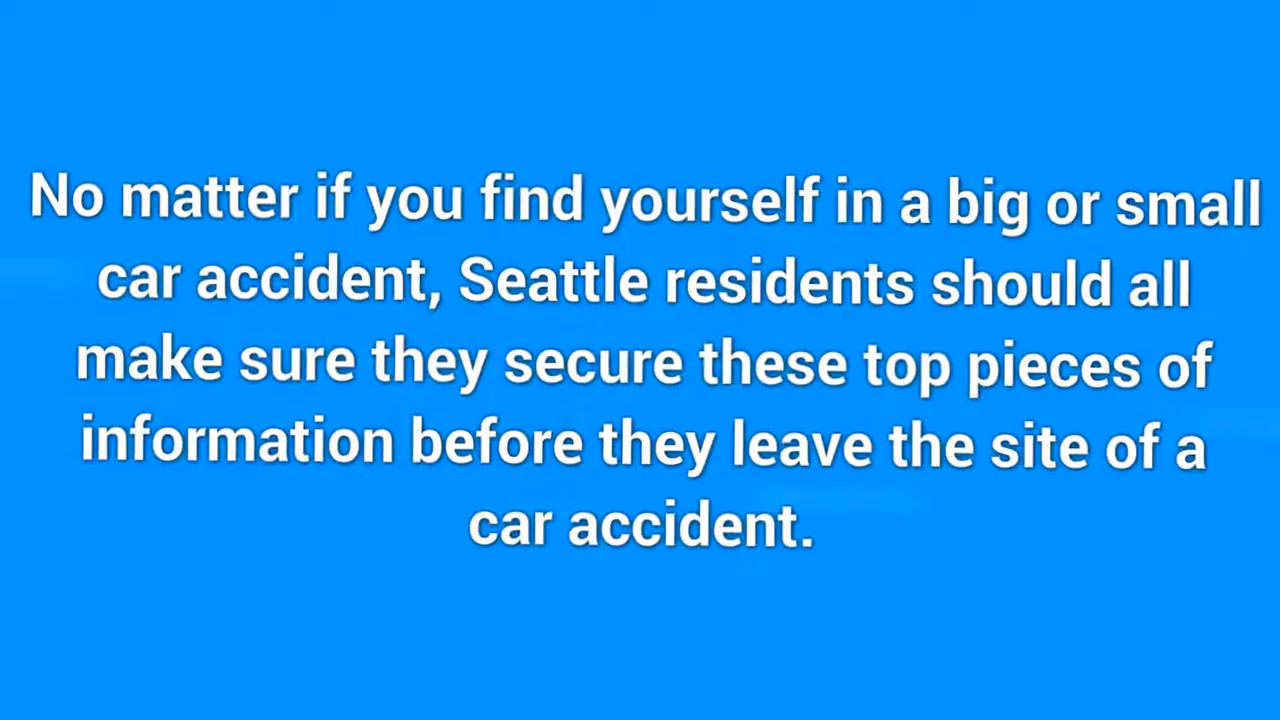 No matter if you find yourself in a big or small
car accident, Seattle residents should all
make sure they secure these top pieces of
information before they leave the site of a
car accident.